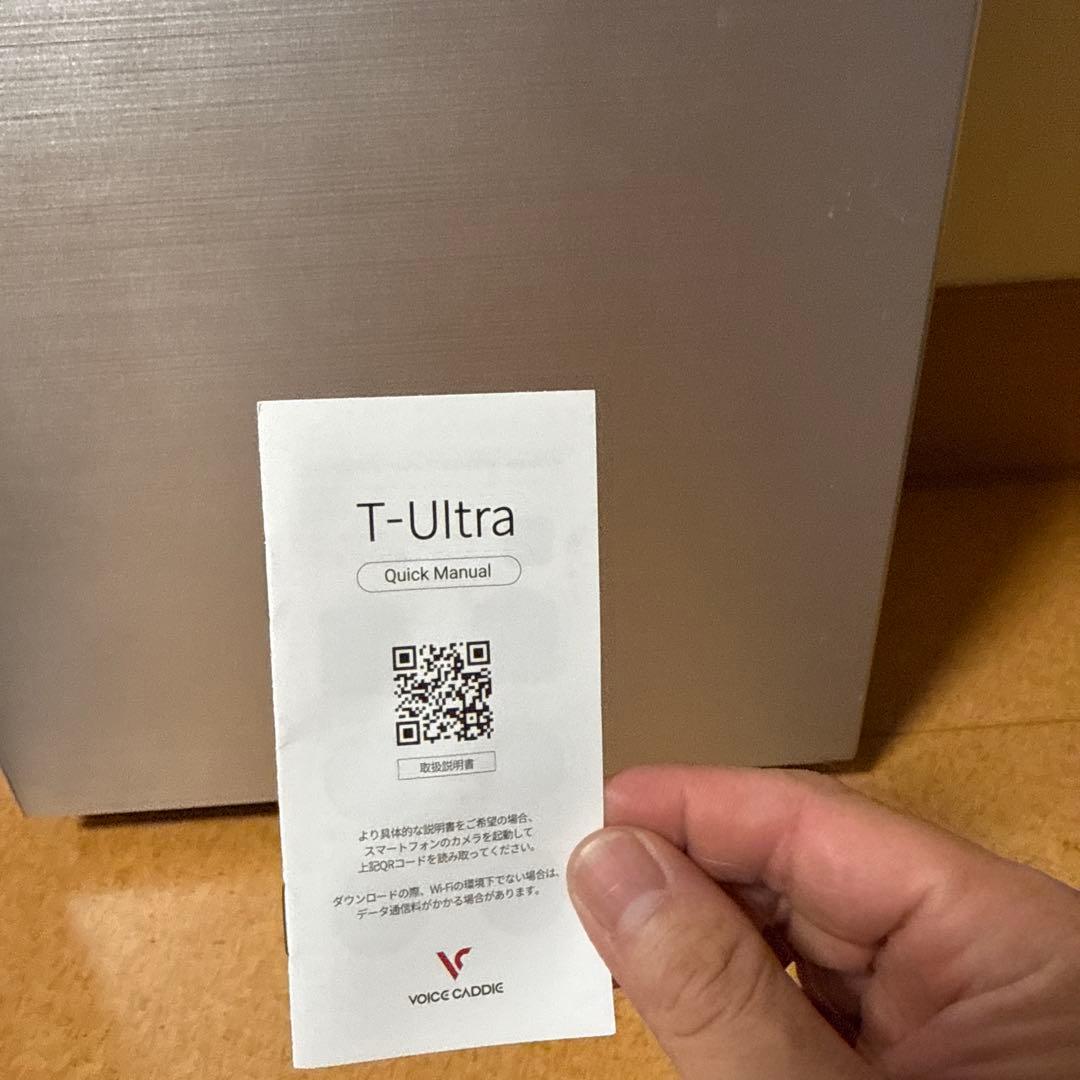 T-Ultra
Quick Manual
取扱説明書
より具体的な説明書をご希望の場合、
スマートフォンのカメラを起動して
上記QRコードを読み取ってください。
ダウンロードの際、Wi-Fiの環境下でない場合は、
データ通信料がかかる場合があります。
VOICE CADDIE